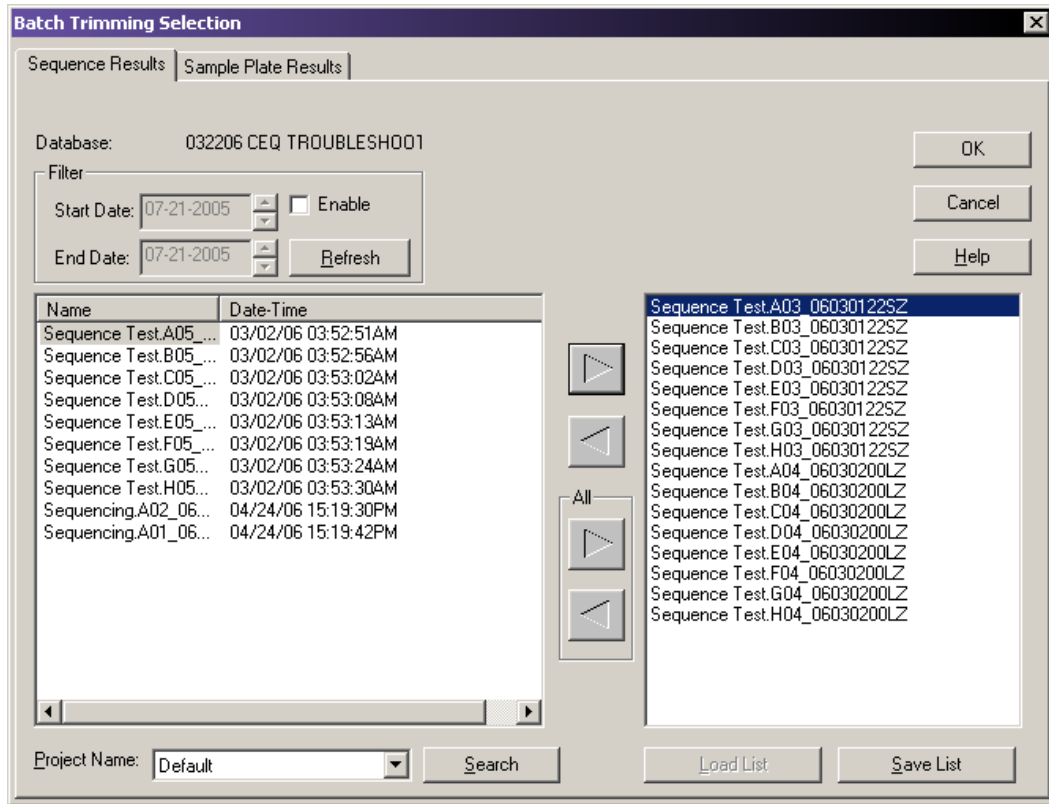 Batch Trimming Selection
Sequence Results
Sample Plate Results
Database: 032206 CEQ TROUBLESHOOT
Filter
Start Date: 07-21-2005
Enable
End Date: 07-21-2005
Refresh
OK
Cancel
Help
Name Date-Time
Sequence Test.A05_... 03/02/06 03:52:51AM
Sequence Test.B05_... 03/02/06 03:52:56AM
Sequence Test.C05_... 03/02/06 03:53:02AM
Sequence Test.D05... 03/02/06 03:53:08AM
Sequence Test.E05_... 03/02/06 03:53:13AM
Sequence Test.F05_... 03/02/06 03:53:19AM
Sequence Test.G05... 03/02/06 03:53:24AM
Sequence Test.H05... 03/02/06 03:53:30AM
Sequencing.A02_06... 04/24/06 15:19:30PM
Sequencing.A01_06... 04/24/06 15:19:42PM
All
Sequence Test.A03_06030122SZ
Sequence Test.B03_06030122SZ
Sequence Test.C03_06030122SZ
Sequence Test.D03_06030122SZ
Sequence Test.E03_06030122SZ
Sequence Test.F03_06030122SZ
Sequence Test.G03_06030122SZ
Sequence Test.H03_06030122SZ
Sequence Test.A04_06030200LZ
Sequence Test.B04_06030200LZ
Sequence Test.C04_06030200LZ
Sequence Test.D04_06030200LZ
Sequence Test.E04_06030200LZ
Sequence Test.F04_06030200LZ
Sequence Test.G04_06030200LZ
Sequence Test.H04_06030200LZ
Project Name: Default
Search
Load List
Save List